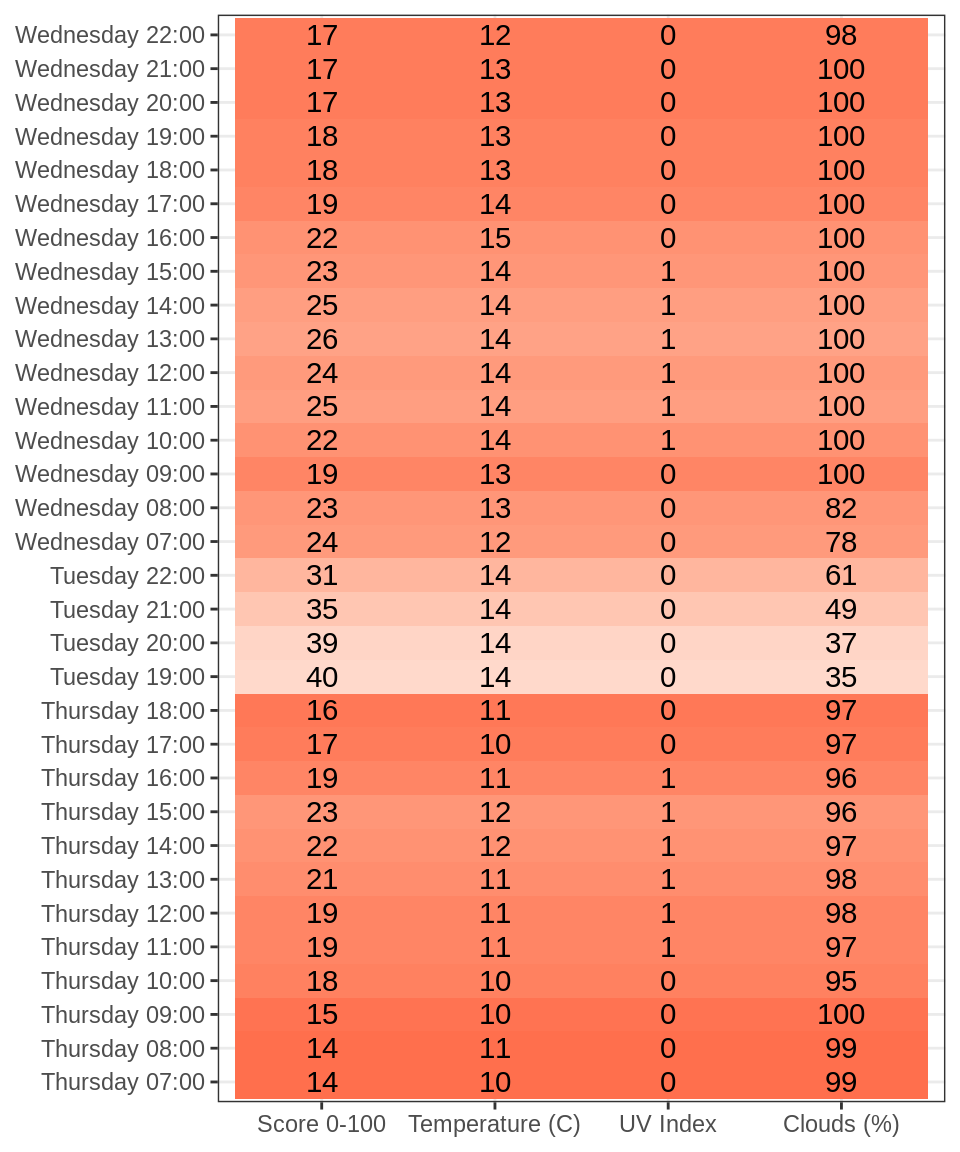 Wednesday 22:00 17 12 0 98
Wednesday 21:00 17 13 0 100
Wednesday 20:00 17 13 0 100
Wednesday 19:00 18 13 0 100
Wednesday 18:00 18 13 0 100
Wednesday 17:00 19 14 0 100
Wednesday 16:00 22 15 0 100
Wednesday 15:00 23 14 1 100
Wednesday 14:00 25 14 1 100
Wednesday 13:00 26 14 1 100
Wednesday 12:00 24 14 1 100
Wednesday 11:00 25 14 1 100
Wednesday 10:00 22 14 1 100
Wednesday 09:00 19 13 0 100
Wednesday 08:00 23 13 0 82
Wednesday 07:00 24 12 0 78
Tuesday 22:00 31 14 0 61
Tuesday 21:00 35 14 0 49
Tuesday 20:00 39 14 0 37
Tuesday 19:00 40 14 0 35
Thursday 18:00 16 11 0 97
Thursday 17:00 17 10 0 97
Thursday 16:00 19 11 1 96
Thursday 15:00 23 12 1 96
Thursday 14:00 22 12 1 97
Thursday 13:00 21 11 1 98
Thursday 12:00 19 11 1 98
Thursday 11:00 19 11 1 97
Thursday 10:00 18 10 0 95
Thursday 09:00 15 10 0 100
Thursday 08:00 14 11 0 99
Thursday 07:00 14 10 0 99
Score 0-100 Temperature (C) UV Index Clouds (%)